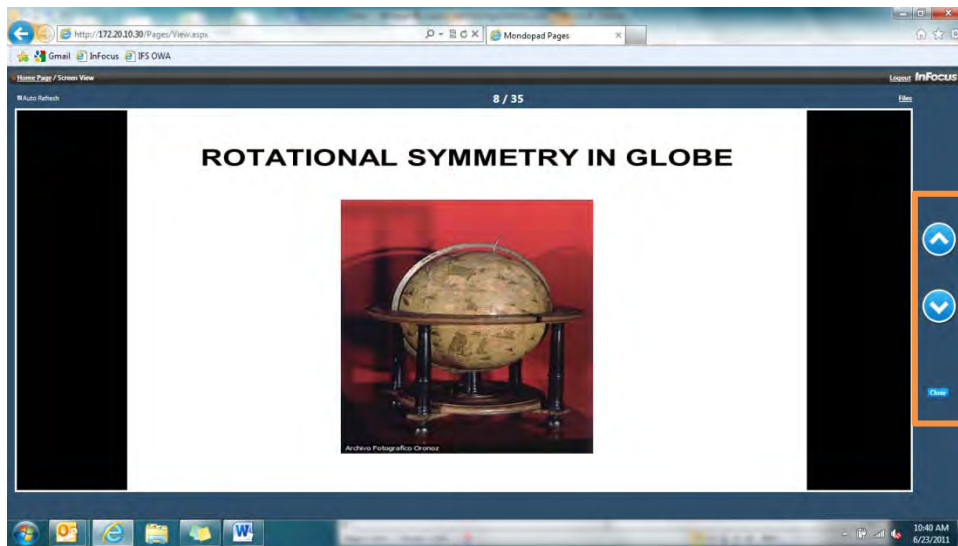 http://172.20.10.30/Pages/View.aspx
Mondopad Pages
Gmail InFocus IFS OWA
Home Page / Screen View
Logout InFocus
Auto Refresh
8 / 35
Files
ROTATIONAL SYMMETRY IN GLOBE
Archivo Fotografico Oronoz
Close
10:40 AM
6/23/2011